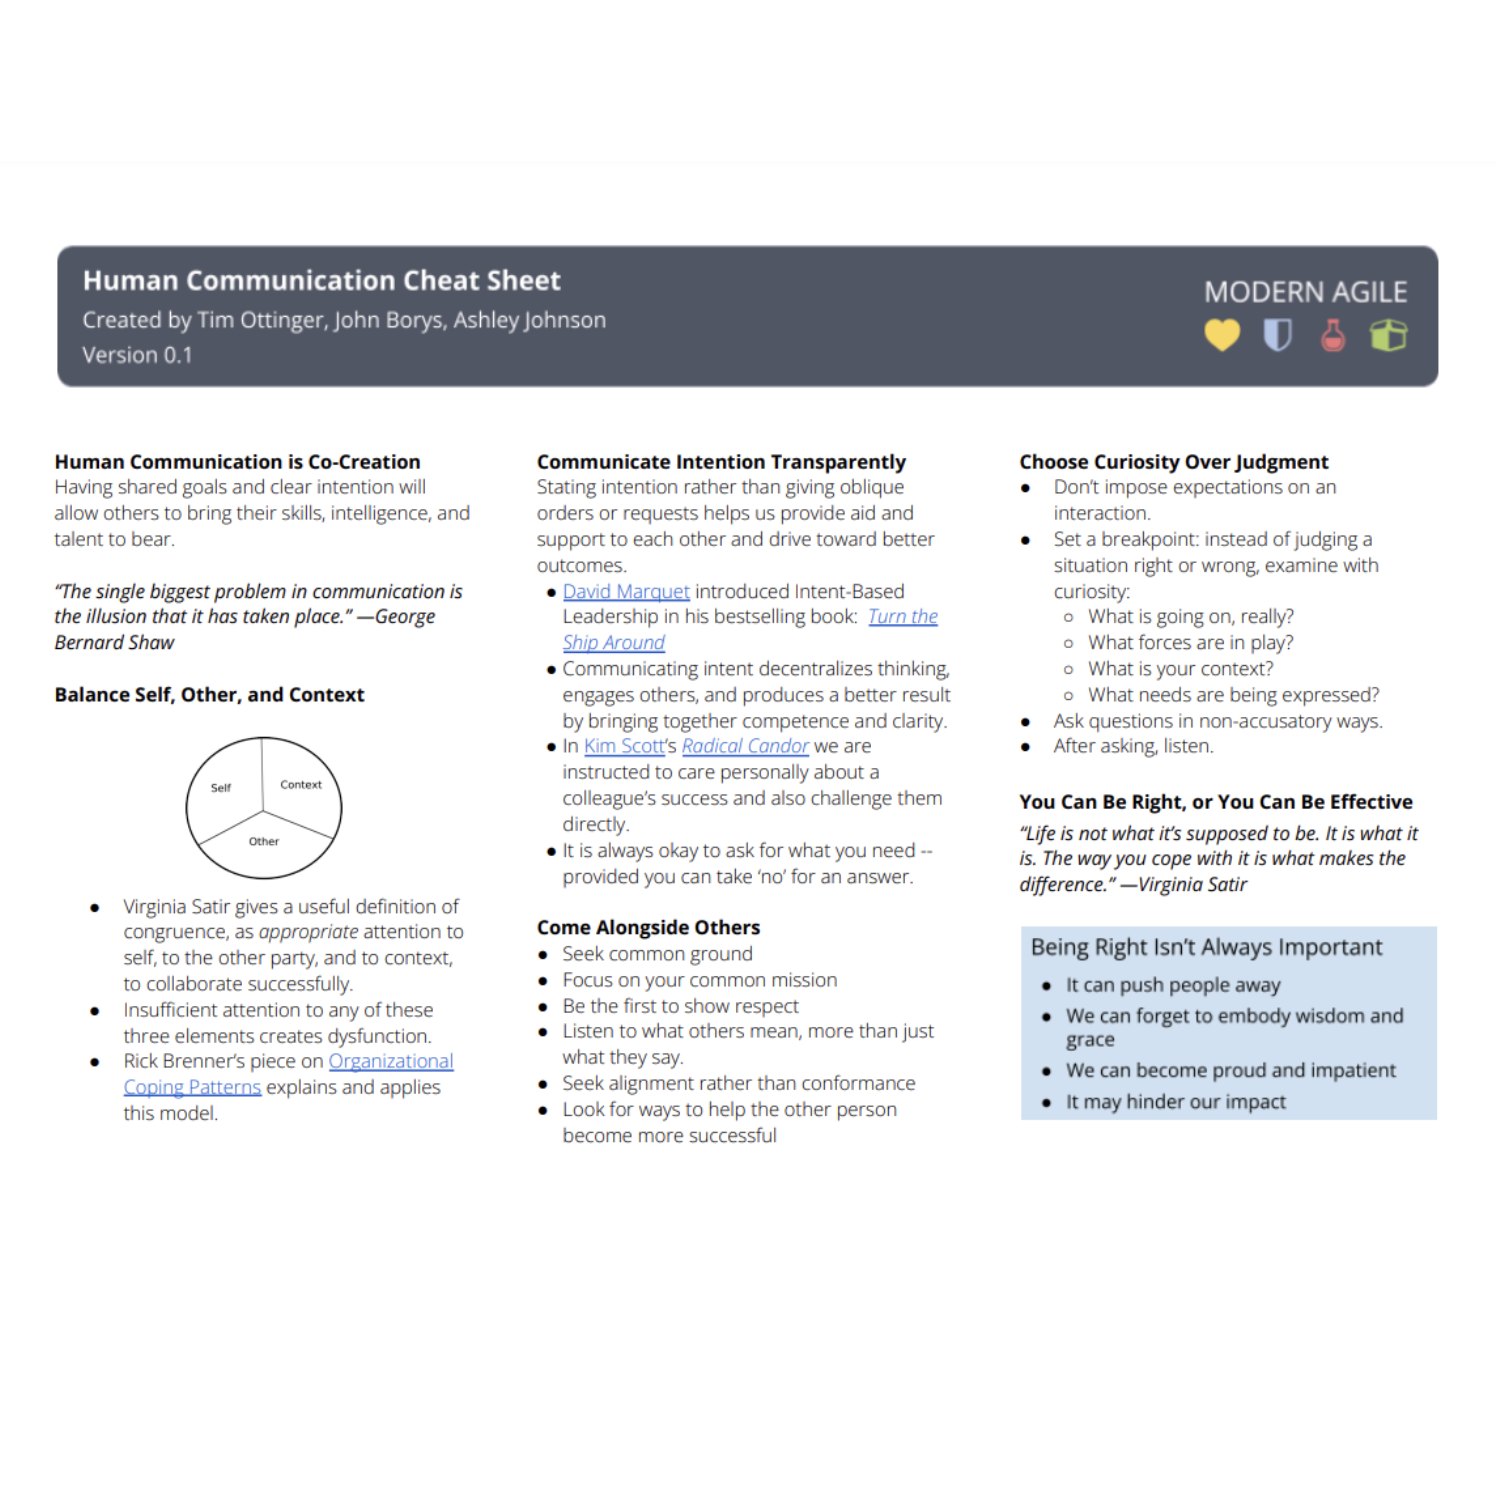 Human Communication Cheat Sheet
Created by Tim Ottinger, John Borys, Ashley Johnson
Version 0.1
MODERN AGILE
Human Communication is Co-Creation
Having shared goals and clear intention will
allow others to bring their skills, intelligence, and
talent to bear.
“The single biggest problem in communication is
the illusion that it has taken place.” —George
Bernard Shaw
Balance Self, Other, and Context
Self
Context
Other
● Virginia Satir gives a useful definition of
congruence, as appropriate attention to
self, to the other party, and to context,
to collaborate successfully.
● Insufficient attention to any of these
three elements creates dysfunction.
● Rick Brenner’s piece on Organizational
Coping Patterns explains and applies
this model.
Communicate Intention Transparently
Stating intention rather than giving oblique
orders or requests helps us provide aid and
support to each other and drive toward better
outcomes.
● David Marquet introduced Intent-Based
Leadership in his bestselling book: Turn the
Ship Around
● Communicating intent decentralizes thinking,
engages others, and produces a better result
by bringing together competence and clarity.
● In Kim Scott’s Radical Candor we are
instructed to care personally about a
colleague’s success and also challenge them
directly.
● It is always okay to ask for what you need --
provided you can take ‘no’ for an answer.
Come Alongside Others
● Seek common ground
● Focus on your common mission
● Be the first to show respect
● Listen to what others mean, more than just
what they say.
● Seek alignment rather than conformance
● Look for ways to help the other person
become more successful
Choose Curiosity Over Judgment
● Don’t impose expectations on an
interaction.
● Set a breakpoint: instead of judging a
situation right or wrong, examine with
curiosity:
○ What is going on, really?
○ What forces are in play?
○ What is your context?
○ What needs are being expressed?
● Ask questions in non-accusatory ways.
● After asking, listen.
You Can Be Right, or You Can Be Effective
“Life is not what it’s supposed to be. It is what it
is. The way you cope with it is what makes the
difference.” —Virginia Satir
Being Right Isn’t Always Important
● It can push people away
● We can forget to embody wisdom and
grace
● We can become proud and impatient
● It may hinder our impact